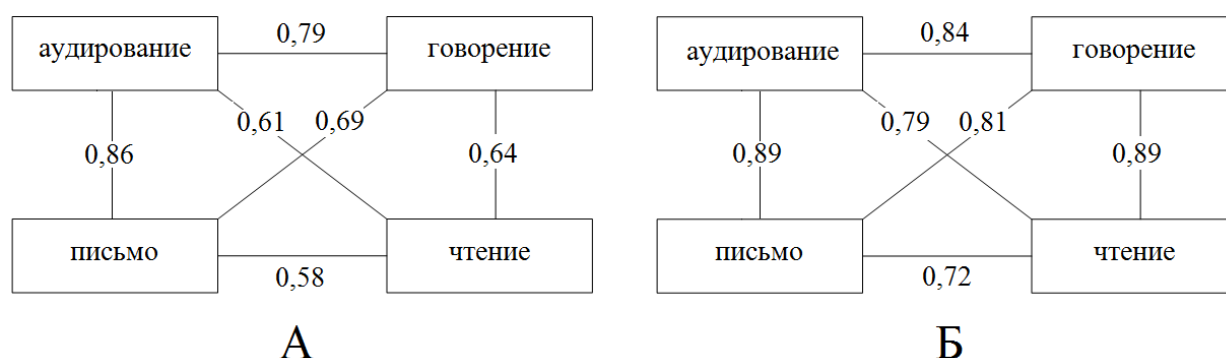 аудирование 0,79 говорение
0,61 0,69
0,86 0,64
письмо 0,58 чтение
А
аудирование 0,84 говорение
0,79 0,81
0,89 0,89
письмо 0,72 чтение
Б